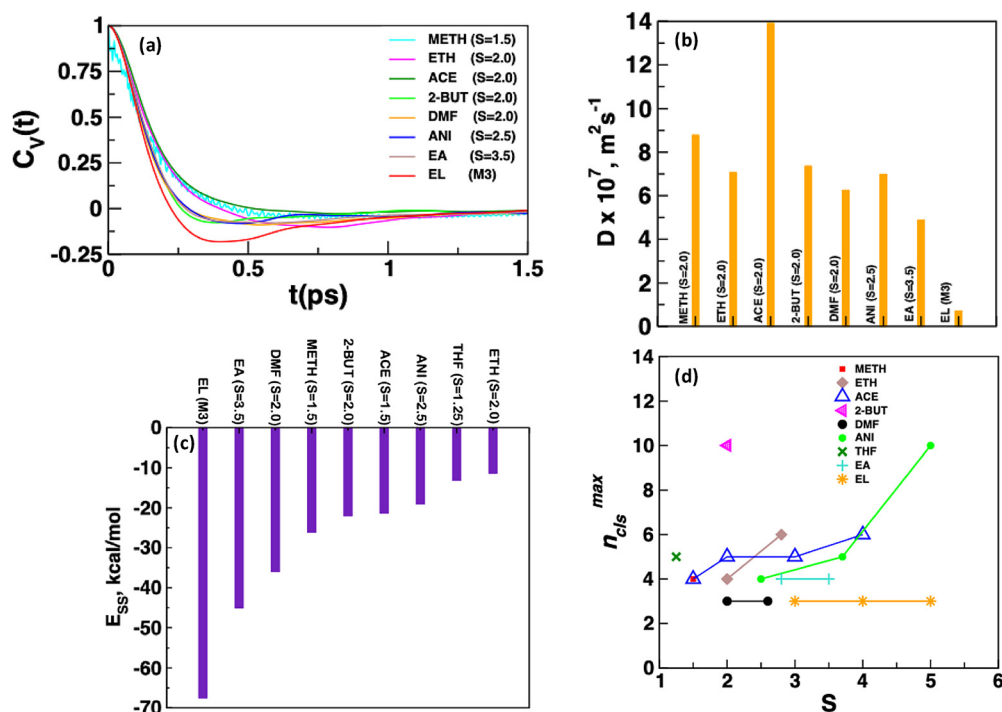 (a)
METH (S=1.5)
ETH (S=2.0)
ACE (S=2.0)
2-BUT (S=2.0)
DMF (S=2.0)
ANI (S=2.5)
EA (S=3.5)
EL (M3)
1
0.75
0.5
0.25
0
-0.25
C_V(t)
0 0.5 1 1.5
t(ps)
(b)
14
12
10
8
6
4
2
0
D x 10^7, m^2 s^-1
METH (S=2.0)
ETH (S=2.0)
ACE (S=2.0)
2-BUT (S=2.0)
DMF (S=2.0)
ANI (S=2.5)
EA (S=3.5)
EL (M3)
EL (M3)
EA (S=3.5)
DMF (S=2.0)
METH (S=1.5)
2-BUT (S=2.0)
ACE (S=1.5)
ANI (S=2.5)
THF (S=1.25)
ETH (S=2.0)
(c)
0
-10
-20
-30
-40
-50
-60
-70
E_SS, kcal/mol
(d)
METH
ETH
ACE
2-BUT
DMF
ANI
THF
EA
EL
14
12
10
8
6
4
2
0
n_cls^max
1 2 3 4 5 6
S